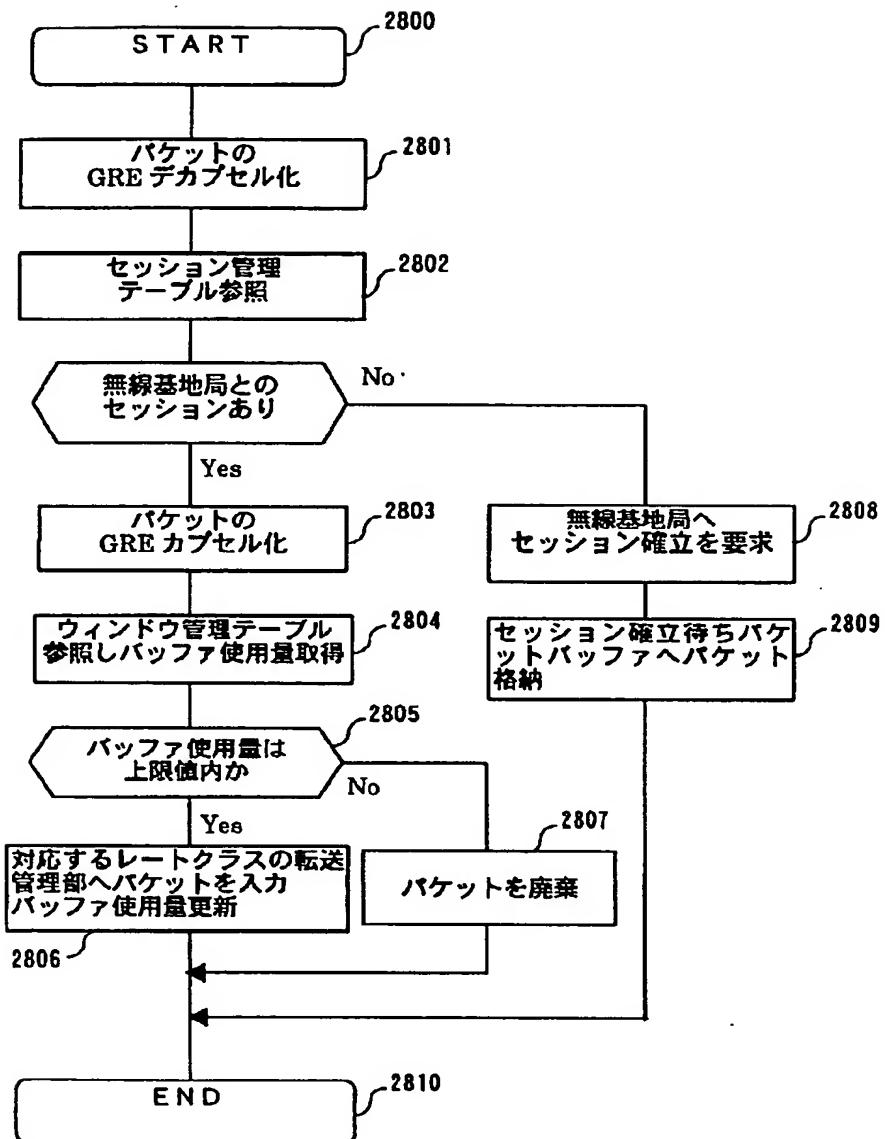 START
2800
パケットの
GRE デカプセル化
2801
セッション管理
テーブル参照
2802
無線基地局との
セッションあり
No
Yes
パケットの
GRE カプセル化
2803
無線基地局へ
セッション確立を要求
2808
ウィンドウ管理テーブル
参照しバッファ使用量取得
2804
セッション確立待ちパケ
ットバッファへパケット
格納
2809
バッファ使用量は
上限値内か
2805
No
Yes
対応するレートクラスの転送
管理部へパケットを入力
バッファ使用量更新
2806
パケットを廃棄
2807
END
2810